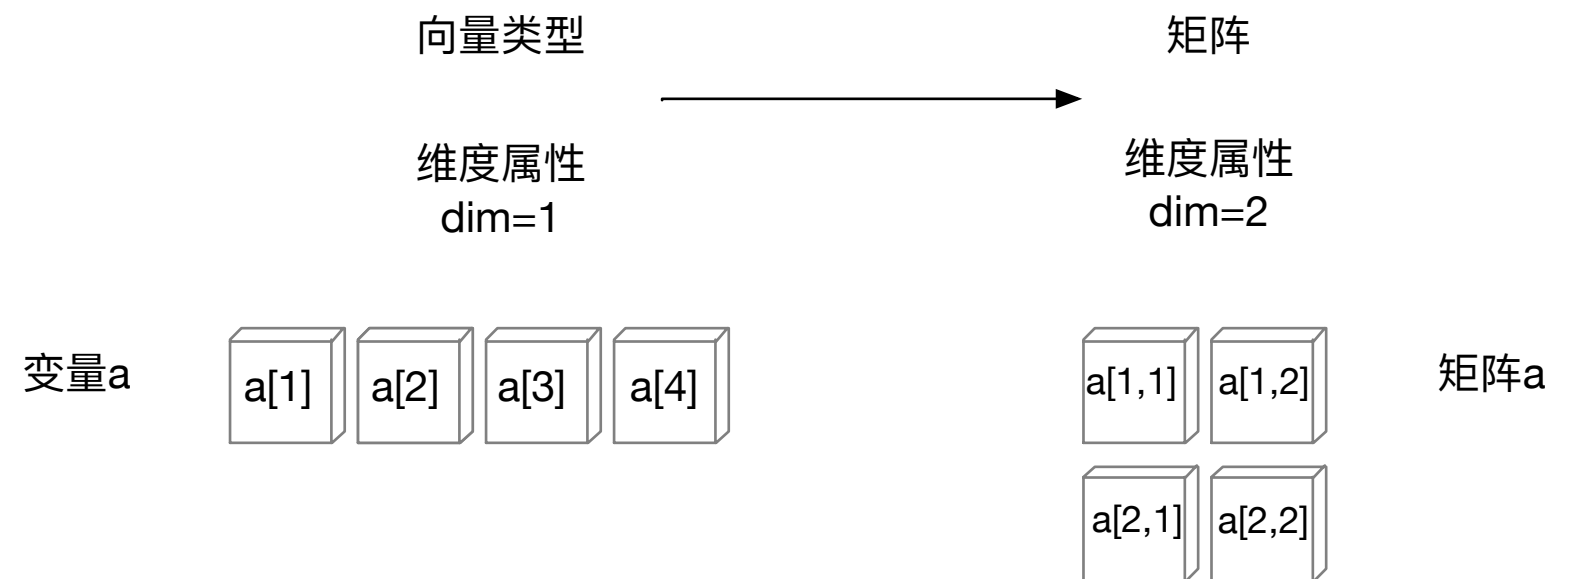 向量类型
矩阵
维度属性
dim=1
维度属性
dim=2
变量a
a[1]
a[2]
a[3]
a[4]
a[1,1]
a[1,2]
矩阵a
a[2,1]
a[2,2]